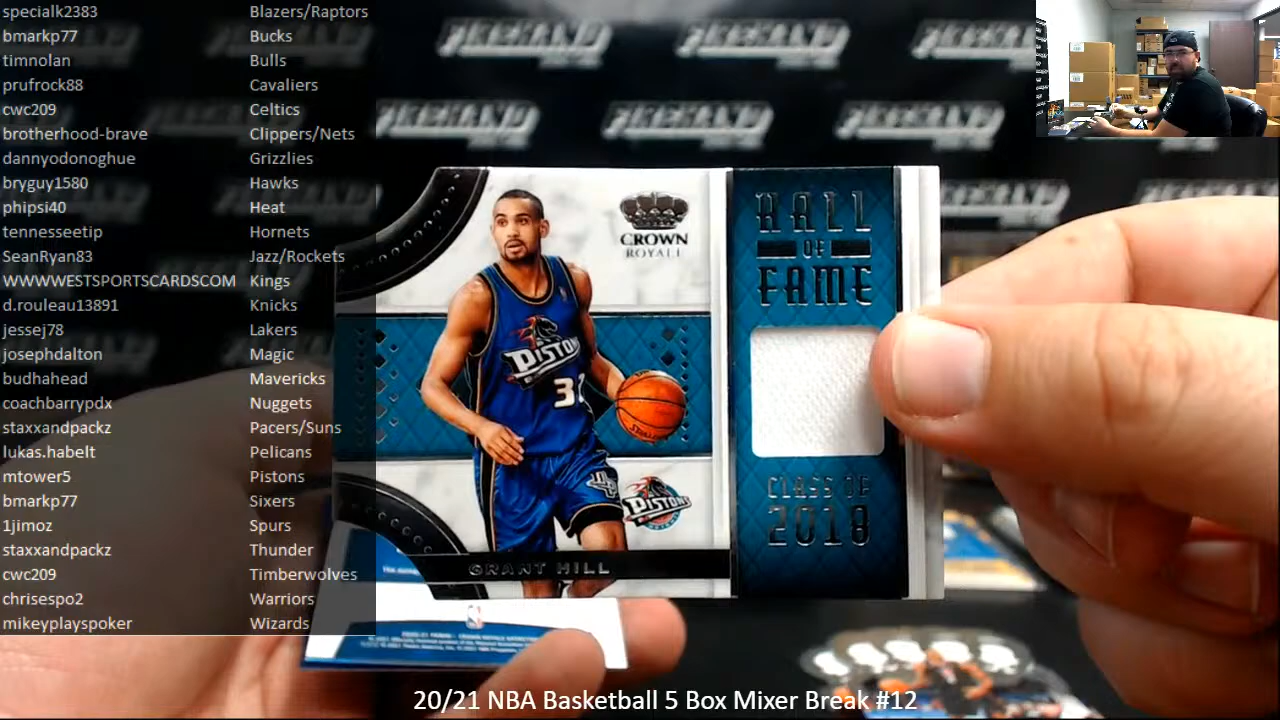 specialk2383 Blazers/Raptors
bmarkp77 Bucks
timnolan Bulls
prufrock88 Cavaliers
cwc209 Celtics
brotherhood-brave Clippers/Nets
dannyodonoghue Grizzlies
bryguy1580 Hawks
phipsi40 Heat
tennesseetip Hornets
SeanRyan83 Jazz/Rockets
WWWWESTSPORTSCARDSCOM Kings
d.rouleau13891 Knicks
jessej78 Lakers
josephdalton Magic
budhahead Mavericks
coachbarrypdx Nuggets
staxxandpackz Pacers/Suns
lukas.habelt Pelicans
mtower5 Pistons
bmarkp77 Sixers
1jimoz Spurs
staxxandpackz Thunder
cwc209 Timberwolves
chrisespo2 Warriors
mikeyplayspoker Wizards
CROWN
ROYALE
HALL
OF
FAME
PISTONS
PISTONS
CLASS OF
2018
GRANT HILL
20/21 NBA Basketball 5 Box Mixer Break #12